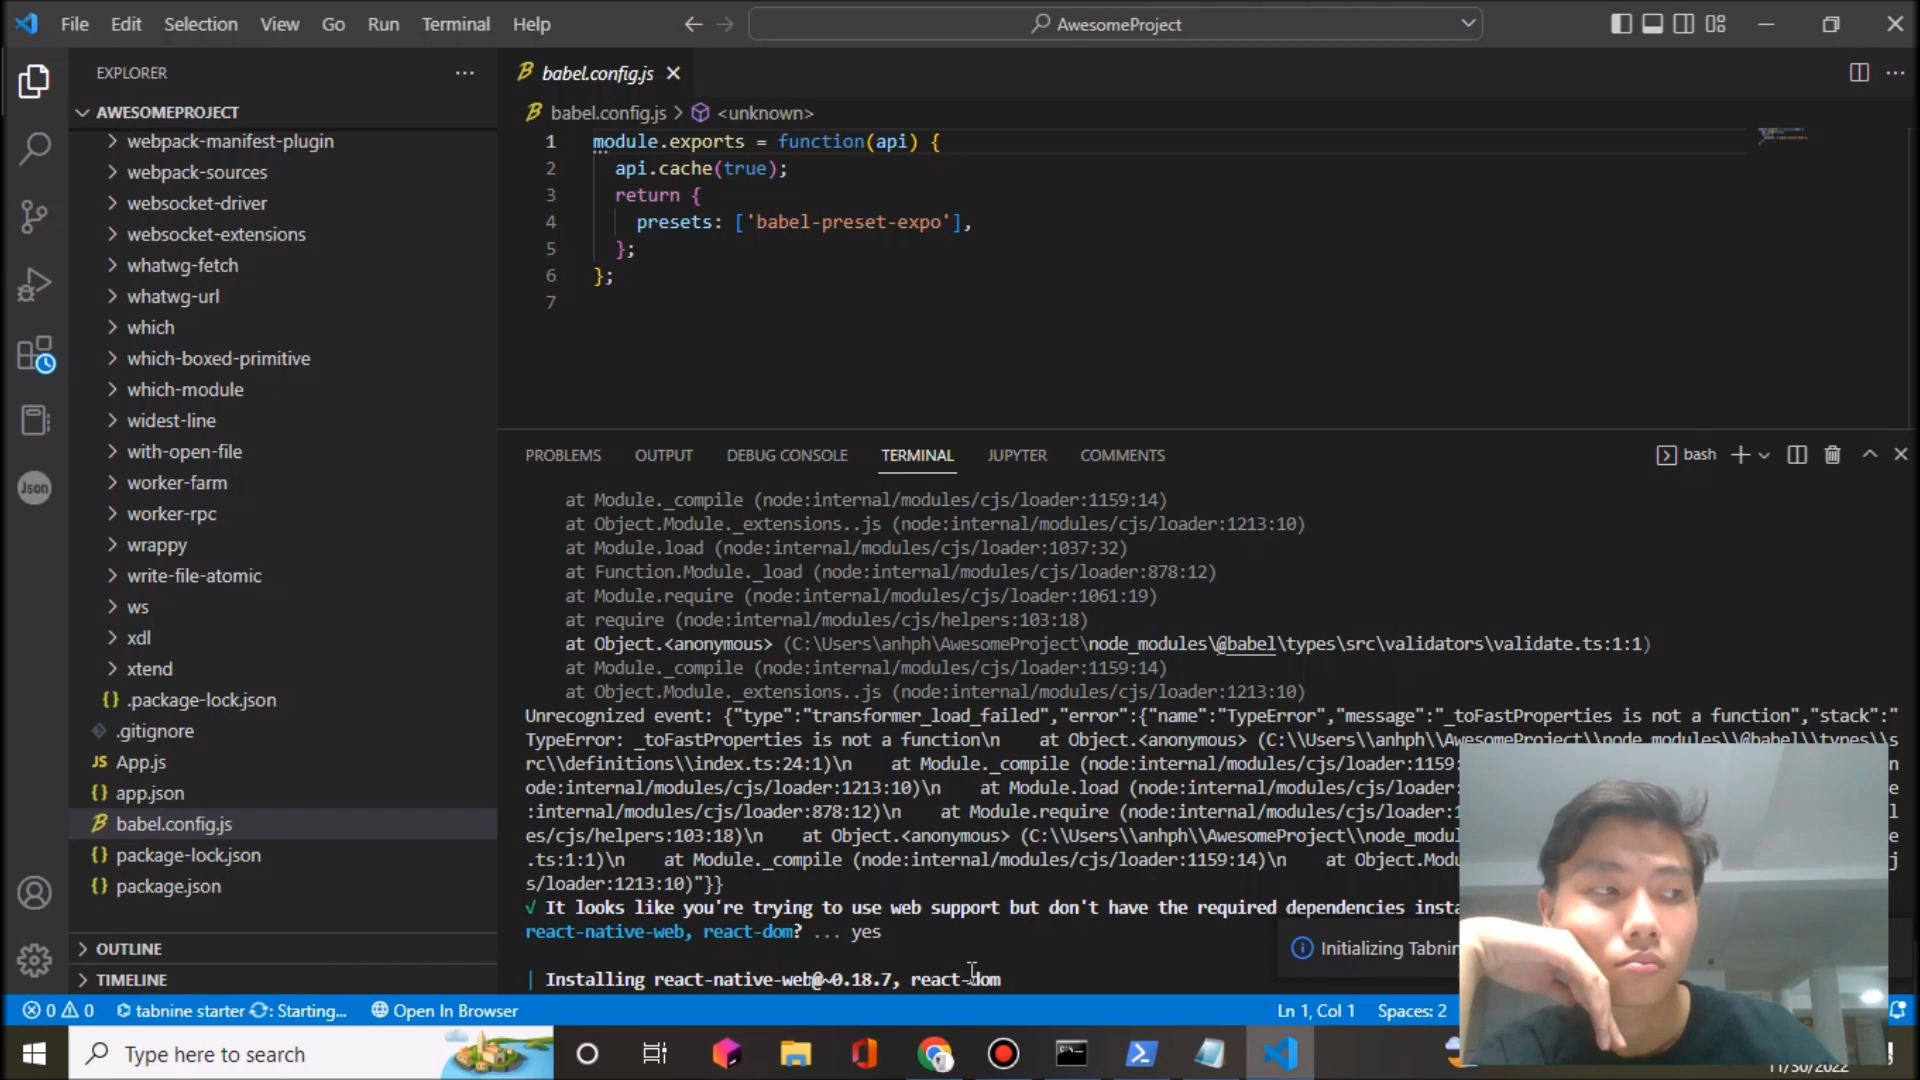 File Edit Selection View Go Run Terminal Help
AwesomeProject
EXPLORER
AWESOMEPROJECT
webpack-manifest-plugin
webpack-sources
websocket-driver
websocket-extensions
whatwg-fetch
whatwg-url
which
which-boxed-primitive
which-module
widest-line
with-open-file
worker-farm
worker-rpc
wrappy
write-file-atomic
ws
xdl
xtend
{} .package-lock.json
.gitignore
JS App.js
{} app.json
babel.config.js
{} package-lock.json
{} package.json
OUTLINE
TIMELINE
Json
babel.config.js
babel.config.js > <unknown>
1 module.exports = function(api) {
2 api.cache(true);
3 return {
4 presets: ['babel-preset-expo'],
5 };
6 };
7
PROBLEMS OUTPUT DEBUG CONSOLE TERMINAL JUPYTER COMMENTS
bash
at Module._compile (node:internal/modules/cjs/loader:1159:14)
at Object.Module._extensions..js (node:internal/modules/cjs/loader:1213:10)
at Module.load (node:internal/modules/cjs/loader:1037:32)
at Function.Module._load (node:internal/modules/cjs/loader:878:12)
at Module.require (node:internal/modules/cjs/loader:1061:19)
at require (node:internal/modules/cjs/helpers:103:18)
at Object.<anonymous> (C:\Users\anhph\AwesomeProject\node_modules\@babel\types\src\validators\validate.ts:1:1)
at Module._compile (node:internal/modules/cjs/loader:1159:14)
at Object.Module._extensions..js (node:internal/modules/cjs/loader:1213:10)
Unrecognized event: {"type":"transformer_load_failed","error":{"name":"TypeError","message":"_toFastProperties is not a function","stack":"
TypeError: _toFastProperties is not a function\n at Object.<anonymous> (C:\\Users\\anhph\\AwesomeProject\\node_modules\\@babel\\types\\s
rc\\definitions\\index.ts:24:1)\n at Module._compile (node:internal/modules/cjs/loader:1159: n
ode:internal/modules/cjs/loader:1213:10)\n at Module.load (node:internal/modules/cjs/loader: e
:internal/modules/cjs/loader:878:12)\n at Module.require (node:internal/modules/cjs/loader: l
es/cjs/helpers:103:18)\n at Object.<anonymous> (C:\\Users\\anhph\\AwesomeProject\\node_modul e
.ts:1:1)\n at Module._compile (node:internal/modules/cjs/loader:1159:14)\n at Object.Modu j
s/loader:1213:10)"}}
√ It looks like you're trying to use web support but don't have the required dependencies insta
react-native-web, react-dom? ... yes
| Installing react-native-web@~0.18.7, react-dom
Initializing Tabnin
0 0 tabnine starter : Starting... Open In Browser
Ln 1, Col 1 Spaces: 2
Type here to search
11/30/2022